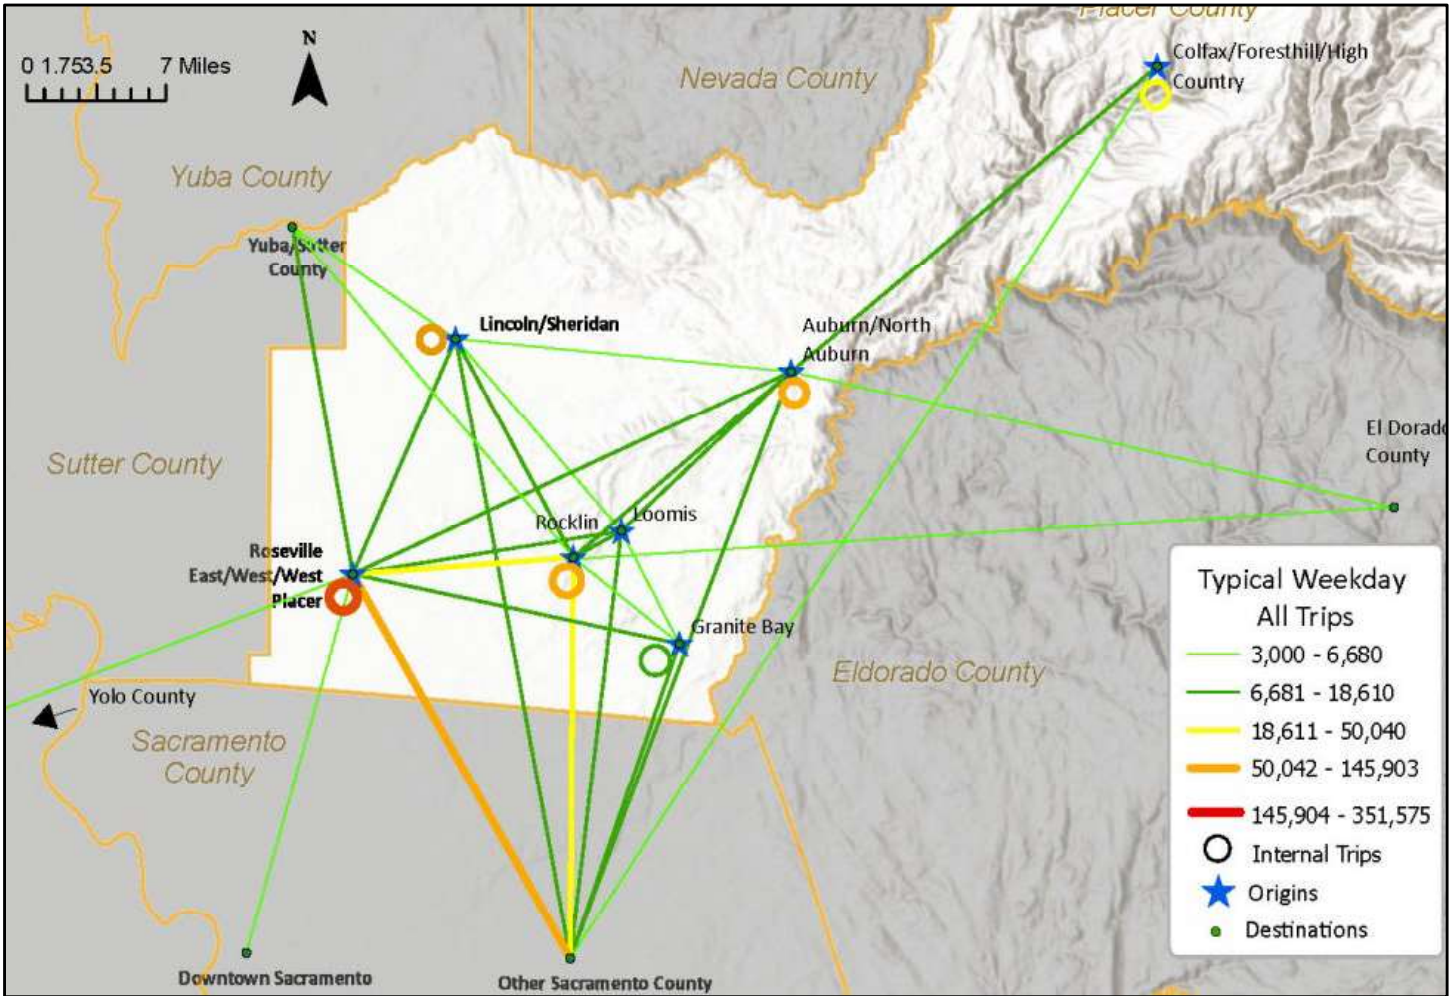 Placer County
N
0 1.753.5 7 Miles
Nevada County
Colfax/Foresthill/High
Country
Yuba County
Yuba/Sutter
County
Lincoln/Sheridan
Auburn/North
Auburn
El Dorado
County
Sutter County
Rocklin
Loomis
Roseville
East/West/West
Placer
Granite Bay
Eldorado County
Yolo County
Sacramento
County
Downtown Sacramento
Other Sacramento County
Typical Weekday
All Trips
3,000 - 6,680
6,681 - 18,610
18,611 - 50,040
50,042 - 145,903
145,904 - 351,575
Internal Trips
Origins
Destinations